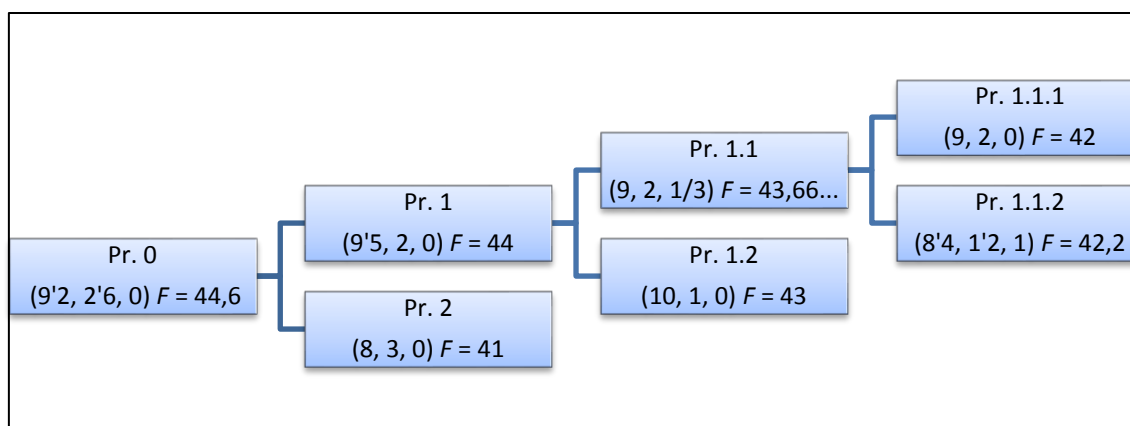 Pr. 0
(9'2, 2'6, 0) F = 44,6
Pr. 1
(9'5, 2, 0) F = 44
Pr. 2
(8, 3, 0) F = 41
Pr. 1.1
(9, 2, 1/3) F = 43,66...
Pr. 1.2
(10, 1, 0) F = 43
Pr. 1.1.1
(9, 2, 0) F = 42
Pr. 1.1.2
(8'4, 1'2, 1) F = 42,2